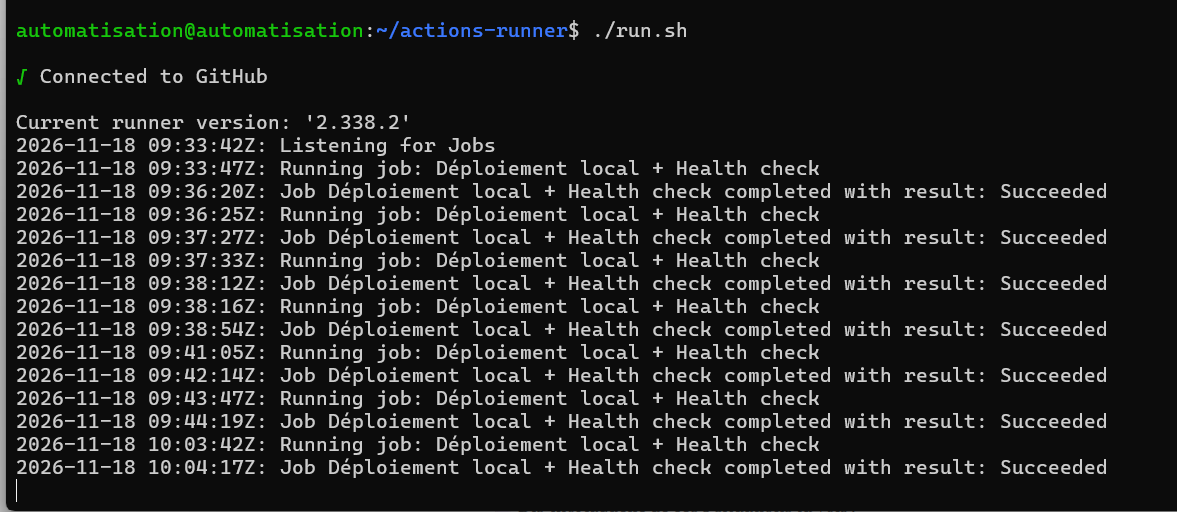 automatisation@automatisation:~/actions-runner$ ./run.sh
√ Connected to GitHub
Current runner version: '2.338.2'
2026-11-18 09:33:42Z: Listening for Jobs
2026-11-18 09:33:47Z: Running job: Déploiement local + Health check
2026-11-18 09:36:20Z: Job Déploiement local + Health check completed with result: Succeeded
2026-11-18 09:36:25Z: Running job: Déploiement local + Health check
2026-11-18 09:37:27Z: Job Déploiement local + Health check completed with result: Succeeded
2026-11-18 09:37:33Z: Running job: Déploiement local + Health check
2026-11-18 09:38:12Z: Job Déploiement local + Health check completed with result: Succeeded
2026-11-18 09:38:16Z: Running job: Déploiement local + Health check
2026-11-18 09:38:54Z: Job Déploiement local + Health check completed with result: Succeeded
2026-11-18 09:41:05Z: Running job: Déploiement local + Health check
2026-11-18 09:42:14Z: Job Déploiement local + Health check completed with result: Succeeded
2026-11-18 09:43:47Z: Running job: Déploiement local + Health check
2026-11-18 09:44:19Z: Job Déploiement local + Health check completed with result: Succeeded
2026-11-18 10:03:42Z: Running job: Déploiement local + Health check
2026-11-18 10:04:17Z: Job Déploiement local + Health check completed with result: Succeeded